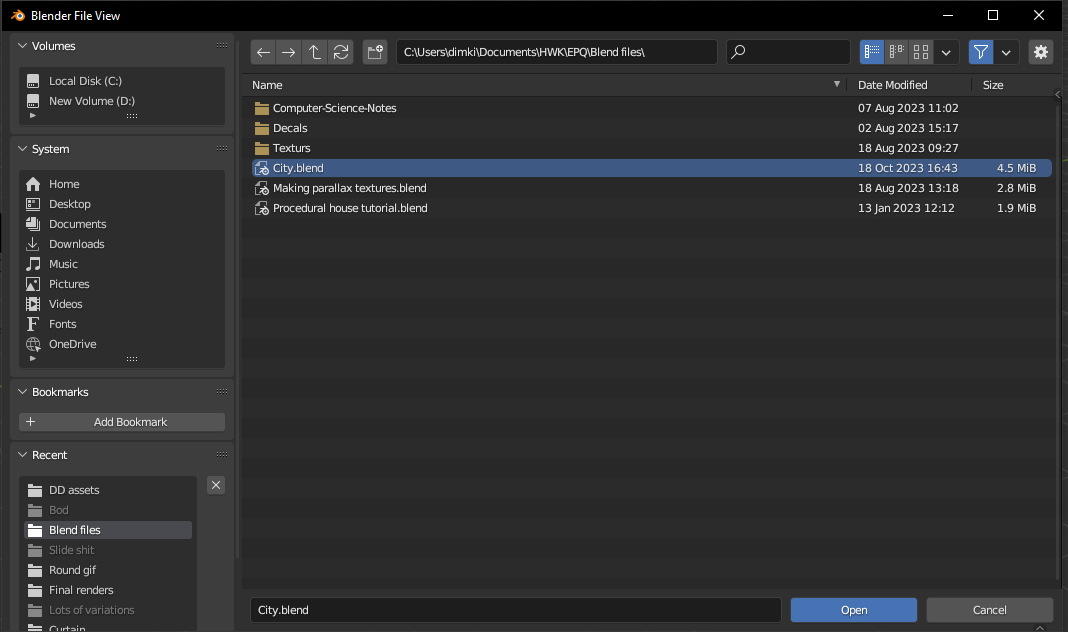 Blender File View
Volumes
Local Disk (C:)
New Volume (D:)
System
Home
Desktop
Documents
Downloads
Music
Pictures
Videos
Fonts
OneDrive
Bookmarks
Add Bookmark
Recent
DD assets
Bod
Blend files
Slide shit
Round gif
Final renders
Lots of variations
Curtain
C:\Users\dimki\Documents\HWK\EPQ\Blend files\
Name Date Modified Size
Computer-Science-Notes 07 Aug 2023 11:02
Decals 02 Aug 2023 15:17
Texturs 18 Aug 2023 09:27
City.blend 18 Oct 2023 16:43 4.5 MiB
Making parallax textures.blend 18 Aug 2023 13:18 2.8 MiB
Procedural house tutorial.blend 13 Jan 2023 12:12 1.9 MiB
City.blend Open Cancel